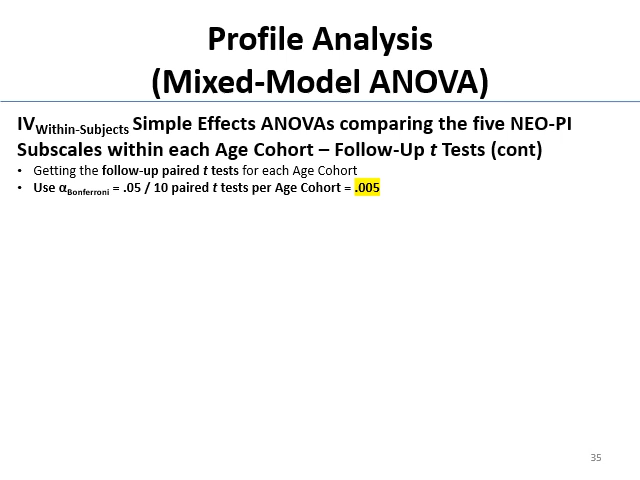 Profile Analysis
(Mixed-Model ANOVA)
IVWithin-Subjects Simple Effects ANOVAs comparing the five NEO-PI
Subscales within each Age Cohort – Follow-Up t Tests (cont)
• Getting the follow-up paired t tests for each Age Cohort
• Use αBonferroni = .05 / 10 paired t tests per Age Cohort = .005
35